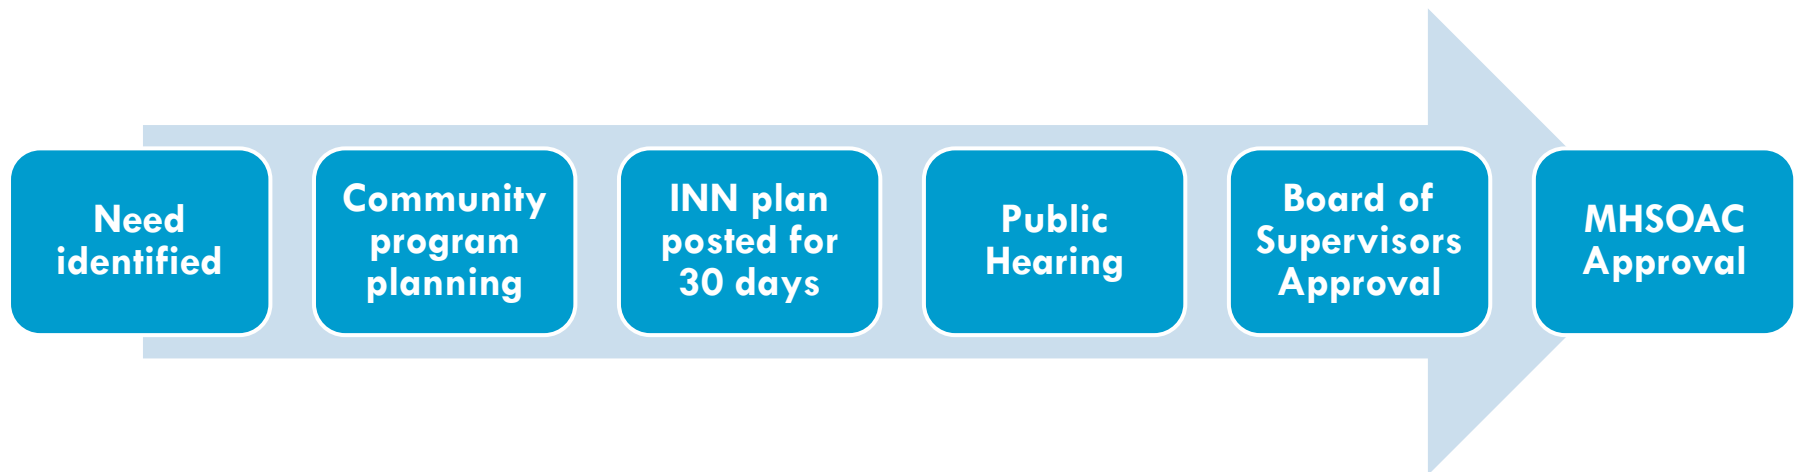 Need
identified
Community
program
planning
INN plan
posted for
30 days
Public
Hearing
Board of
Supervisors
Approval
MHSOAC
Approval